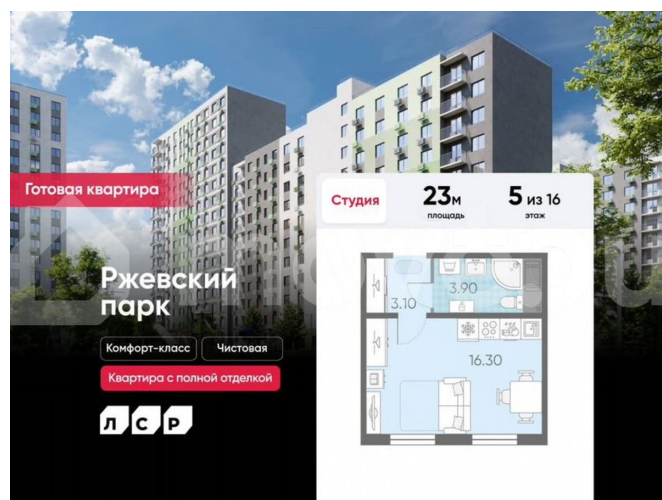 Готовая квартира
Ржевский
парк
Комфорт-класс
Чистовая
Квартира с полной отделкой
ЛСР
Студия
23м
площадь
5 из 16
этаж
3.10
3.90
16.30